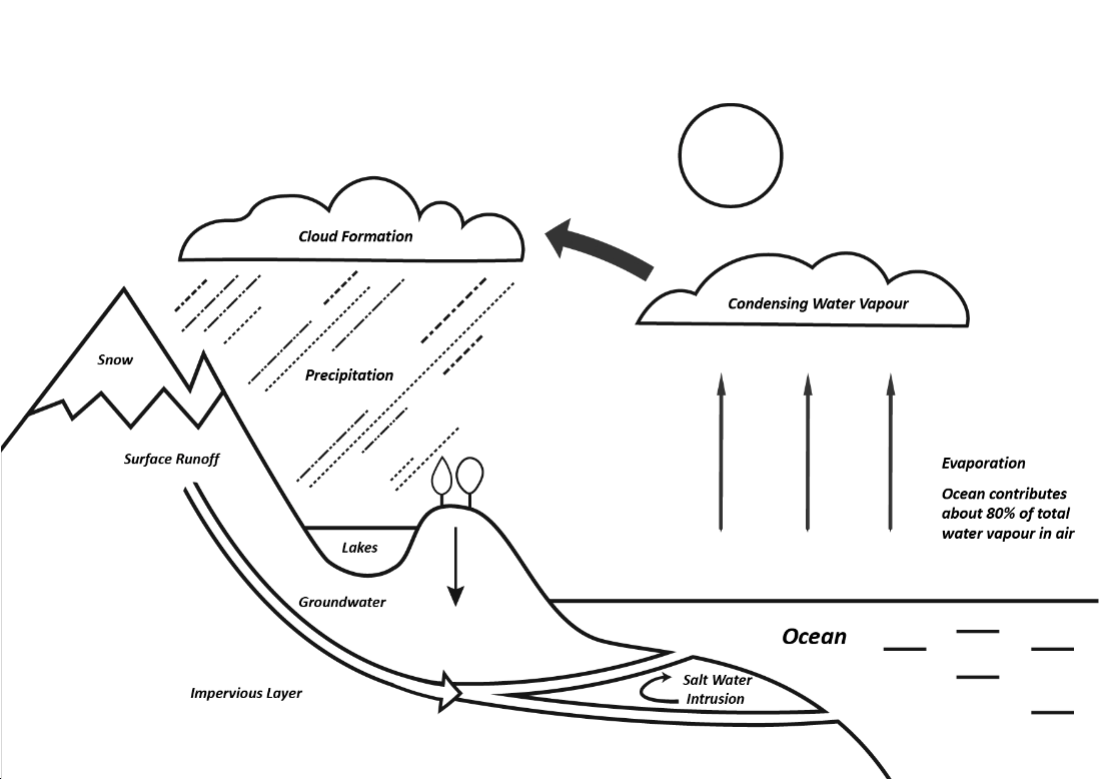 Cloud Formation
Condensing Water Vapour
Snow
Precipitation
Surface Runoff
Evaporation
Ocean contributes
about 80% of total
water vapour in air
Lakes
Groundwater
Ocean
Impervious Layer
Salt Water
Intrusion